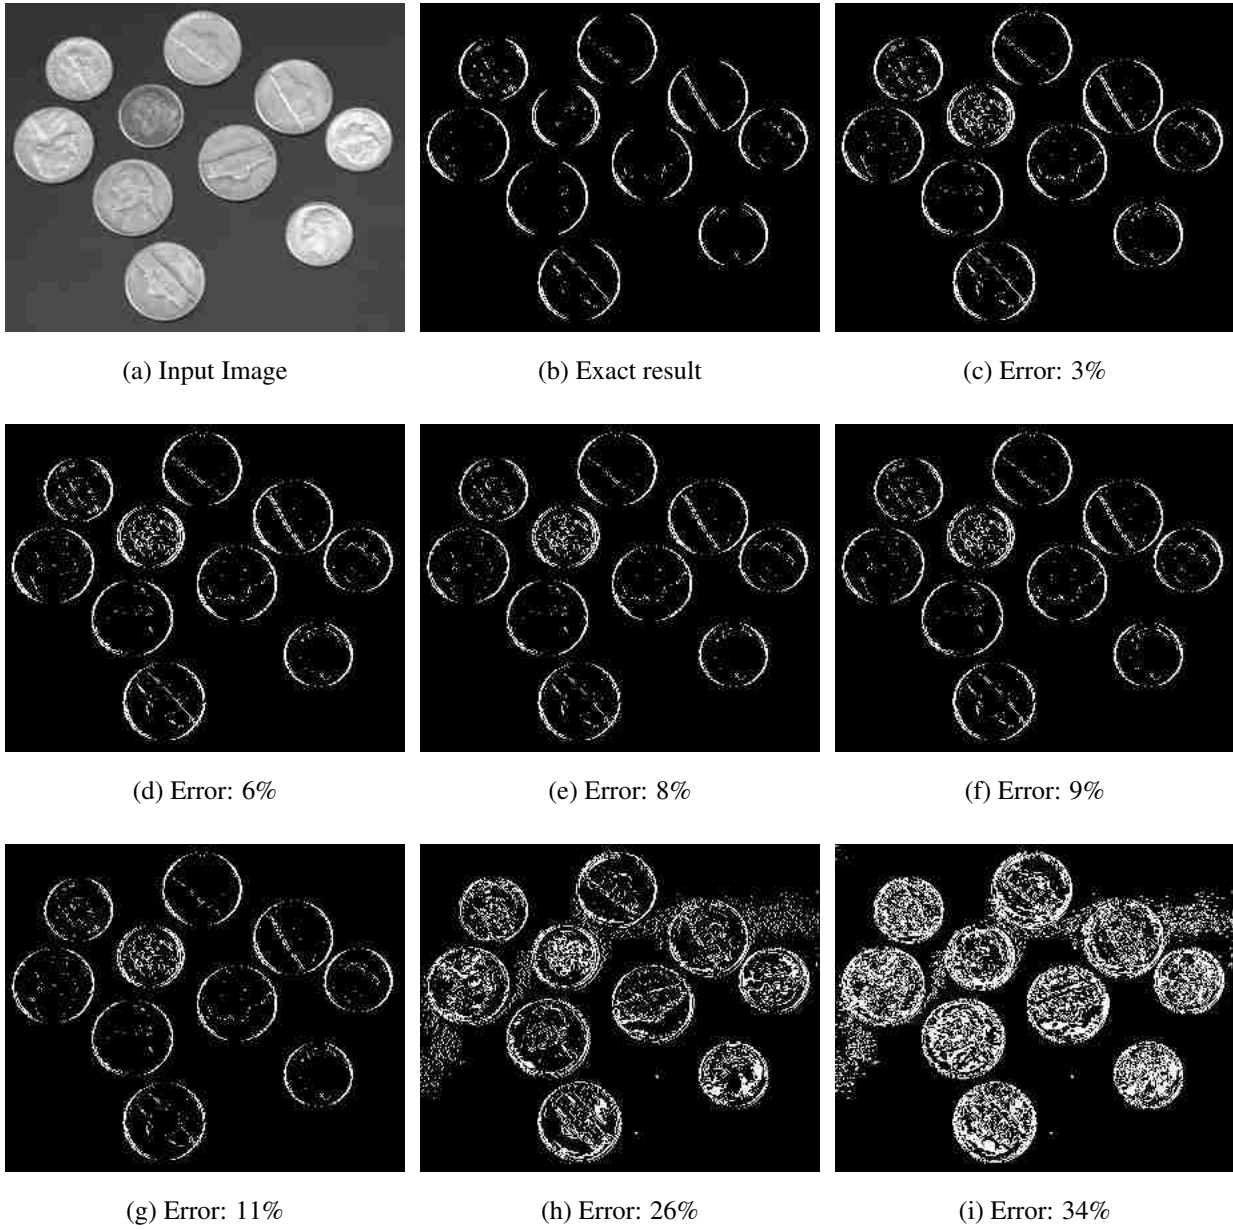 (a) Input Image
(b) Exact result
(c) Error: 3%
(d) Error: 6%
(e) Error: 8%
(f) Error: 9%
(g) Error: 11%
(h) Error: 26%
(i) Error: 34%